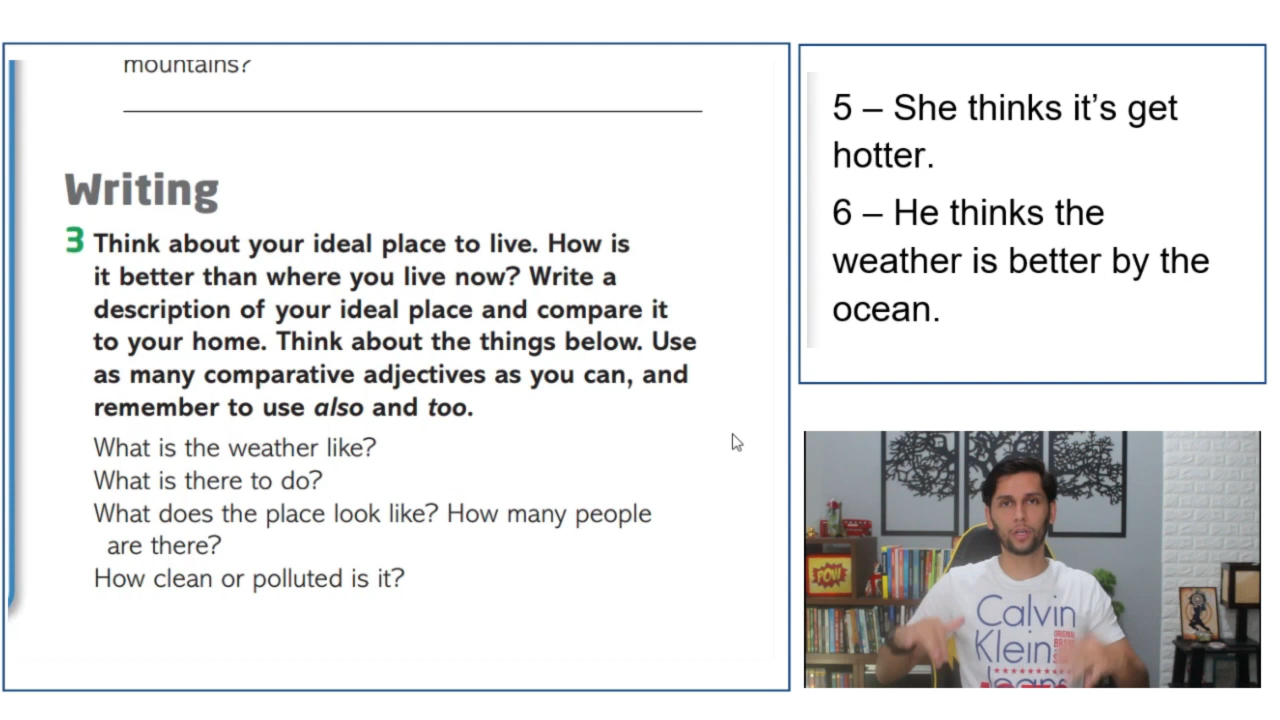 mountains?
Writing
3 Think about your ideal place to live. How is
it better than where you live now? Write a
description of your ideal place and compare it
to your home. Think about the things below. Use
as many comparative adjectives as you can, and
remember to use also and too.
What is the weather like?
What is there to do?
What does the place look like? How many people
are there?
How clean or polluted is it?
5 – She thinks it’s get
hotter.
6 – He thinks the
weather is better by the
ocean.
POW
Calvin
Klein
Jeans